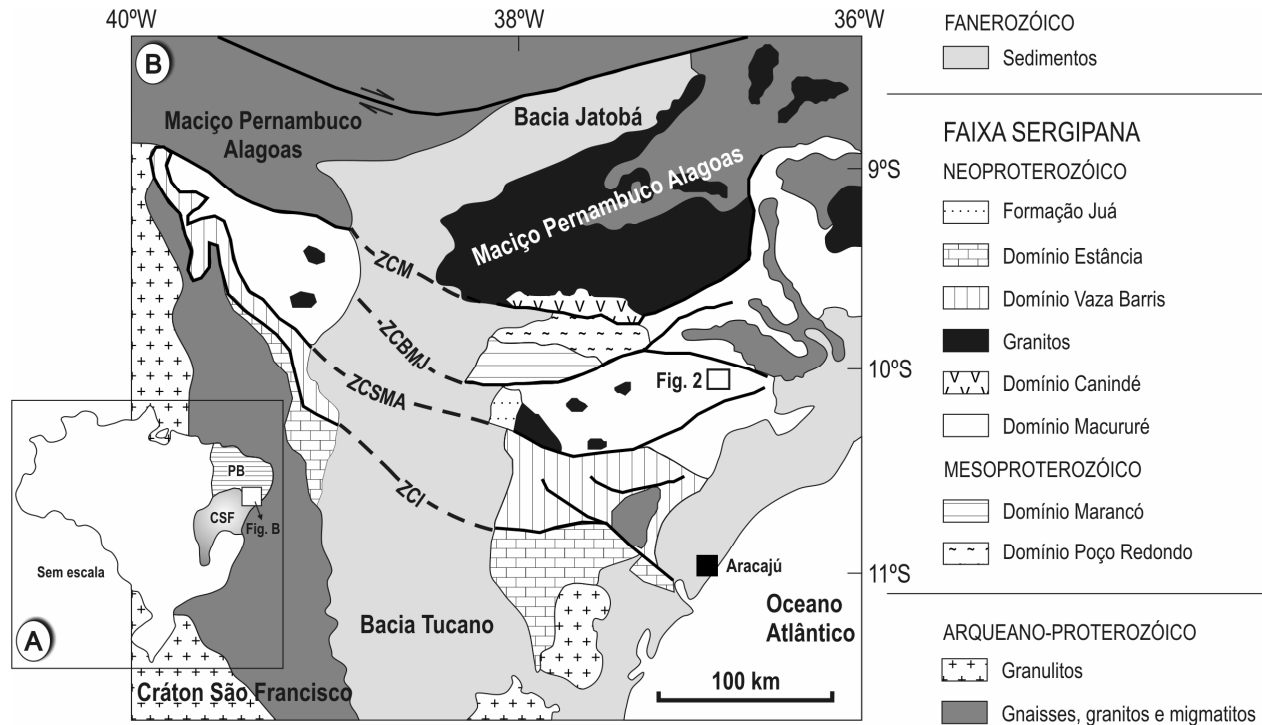 40ºW
38ºW
36ºW
B
Maciço Pernambuco
Alagoas
Bacia Jatobá
Maciço Pernambuco Alagoas
9ºS
ZCM
ZCBMJ
ZCSMA
ZCI
Fig. 2
10ºS
PB
CSF
Fig. B
Sem escala
A
Aracajú
11ºS
Bacia Tucano
Oceano
Atlântico
100 km
Cráton São Francisco
FANEROZÓICO
Sedimentos
FAIXA SERGIPANA
NEOPROTEROZÓICO
Formação Juá
Domínio Estância
Domínio Vaza Barris
Granitos
Domínio Canindé
Domínio Macururé
MESOPROTEROZÓICO
Domínio Marancó
Domínio Poço Redondo
ARQUEANO-PROTEROZÓICO
Granulitos
Gnaisses, granitos e migmatitos